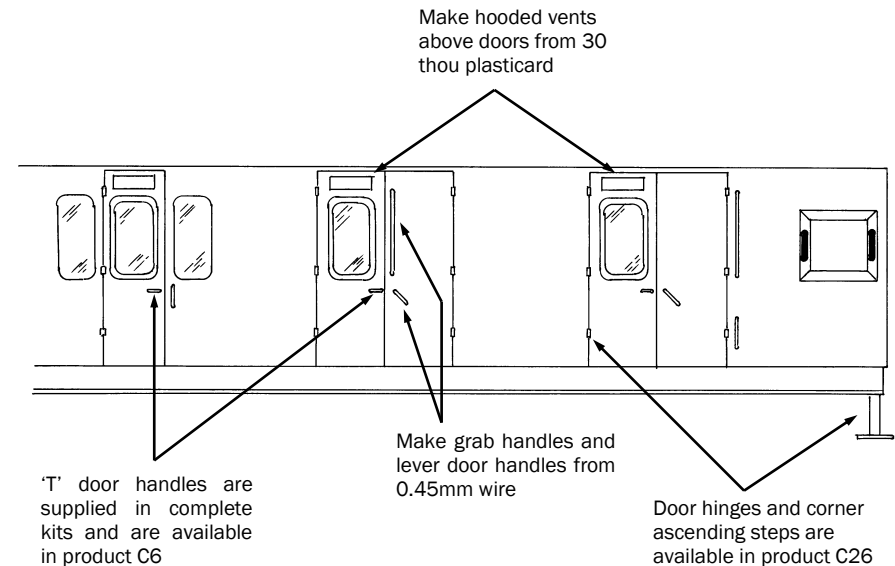 Make hooded vents
above doors from 30
thou plasticard
Make grab handles and
lever door handles from
0.45mm wire
‘T’ door handles are
supplied in complete
kits and are available
in product C6
Door hinges and corner
ascending steps are
available in product C26